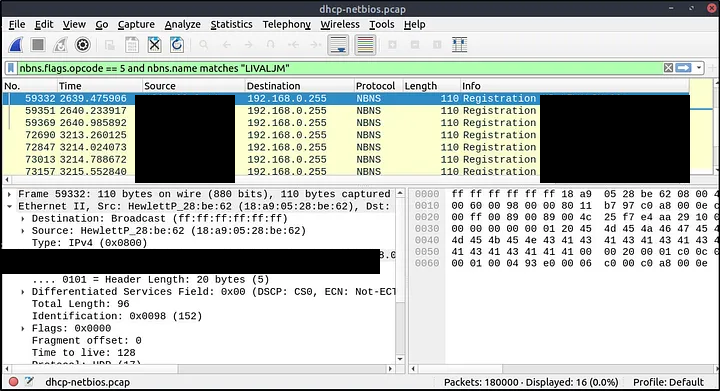 dhcp-netbios.pcap
File Edit View Go Capture Analyze Statistics Telephony Wireless Tools Help
nbns.flags.opcode == 5 and nbns.name matches "LIVALJM"
No. Time Source Destination Protocol Length Info
59332 2639.475906 192.168.0.255 NBNS 110 Registration
59351 2640.233917 192.168.0.255 NBNS 110 Registration
59369 2640.985892 192.168.0.255 NBNS 110 Registration
72690 3213.260125 192.168.0.255 NBNS 110 Registration
72847 3214.024073 192.168.0.255 NBNS 110 Registration
73013 3214.788672 192.168.0.255 NBNS 110 Registration
73157 3215.552840 192.168.0.255 NBNS 110 Registration
Frame 59332: 110 bytes on wire (880 bits), 110 bytes captured
Ethernet II, Src: HewlettP_28:be:62 (18:a9:05:28:be:62), Dst:
Destination: Broadcast (ff:ff:ff:ff:ff:ff)
Source: HewlettP_28:be:62 (18:a9:05:28:be:62)
Type: IPv4 (0x0800)
.... 0101 = Header Length: 20 bytes (5)
Differentiated Services Field: 0x00 (DSCP: CS0, ECN: Not-ECT
Total Length: 96
Identification: 0x0098 (152)
Flags: 0x0000
Fragment offset: 0
Time to live: 128
0000 ff ff ff ff ff ff 18 a9 05 28 be 62 08 00 4
0010 00 60 00 98 00 00 80 11 b7 97 c0 a8 00 0e c
0020 00 ff 00 89 00 89 00 4c 25 f7 e4 aa 29 10 0
0030 00 00 00 00 00 01 20 45 4d 45 4a 46 47 45 4
0040 4d 45 4b 45 4e 43 41 43 41 43 41 43 41 43 4
0050 41 43 41 43 41 41 41 00 00 20 00 01 c0 0c 0
0060 00 01 00 04 93 e0 00 06 c0 00 c0 a8 00 0e
dhcp-netbios.pcap
Packets: 180000 · Displayed: 16 (0.0%)
Profile: Default